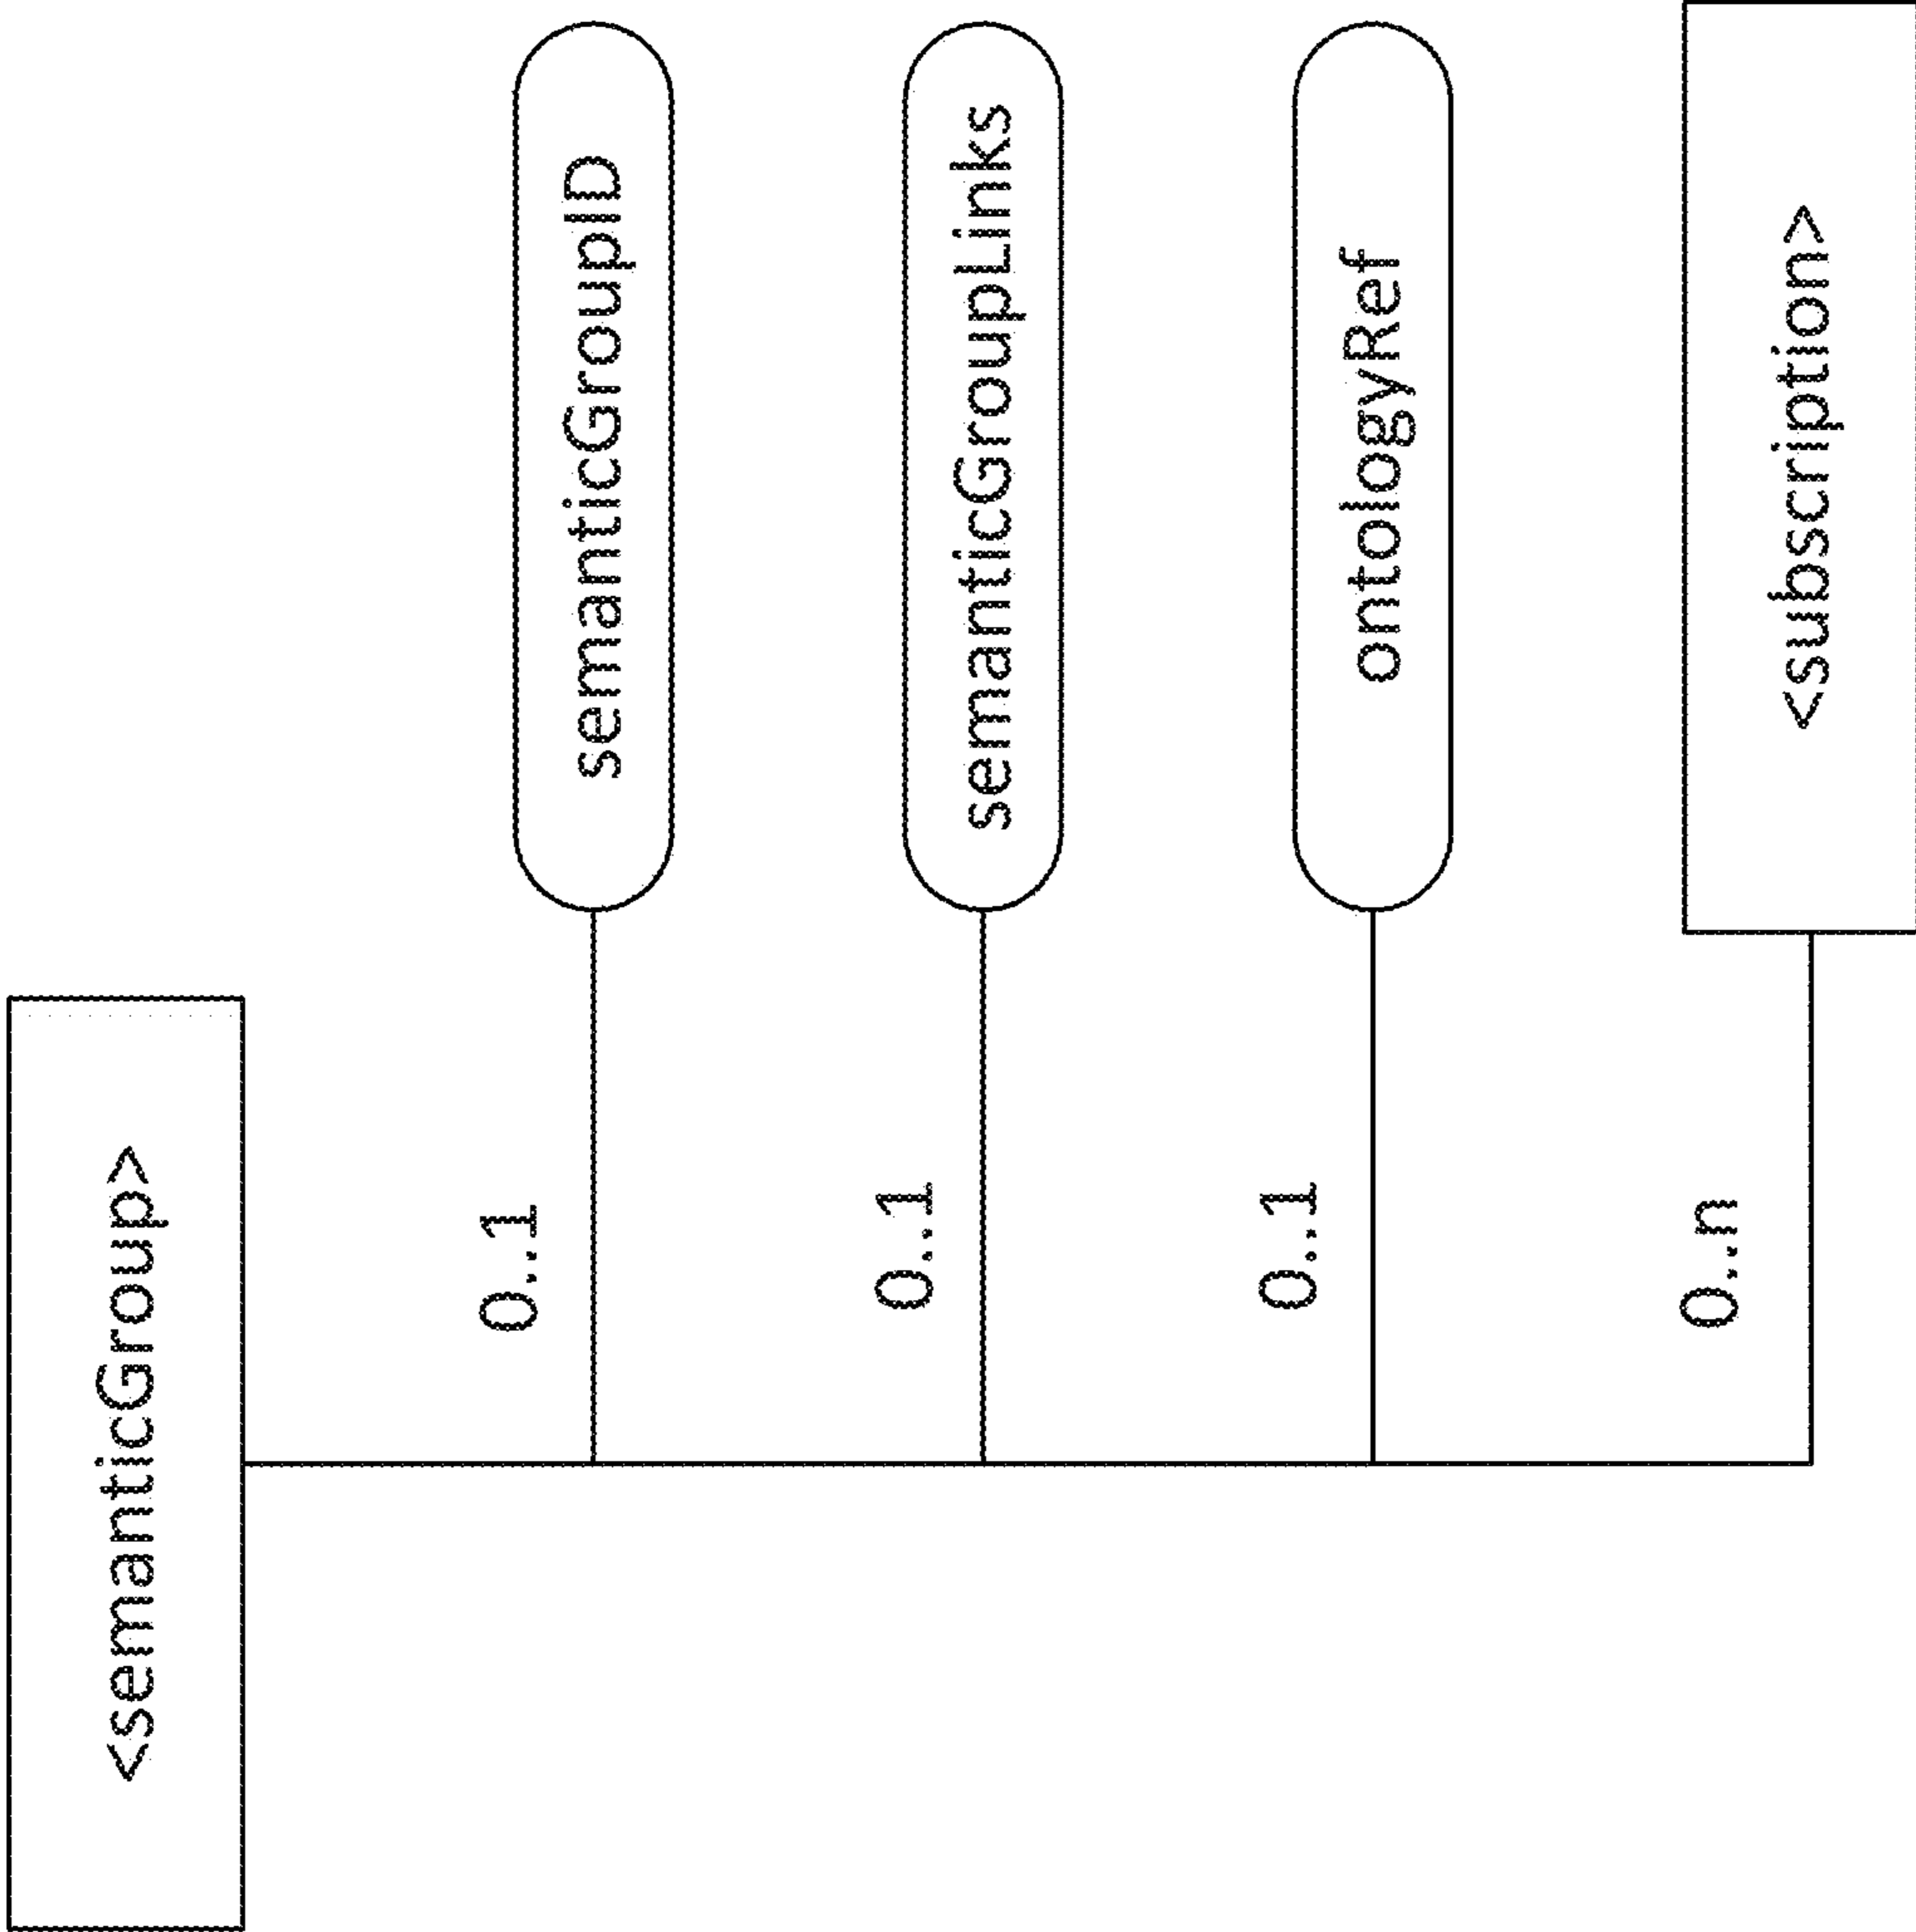 <semanticGroup>
0..1
semanticGroupID
0..1
semanticGroupLinks
0..1
ontologyRef
0..n
<subscription>